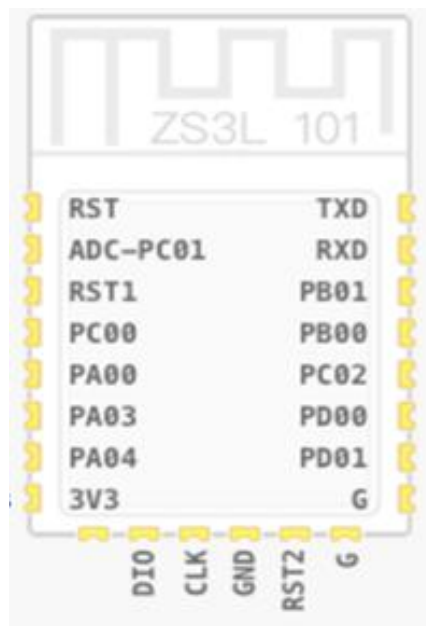 ZS3L 101
RST TXD
ADC-PC01 RXD
RST1 PB01
PC00 PB00
PA00 PC02
PA03 PD00
PA04 PD01
3V3 G
DIO CLK GND RST2 G